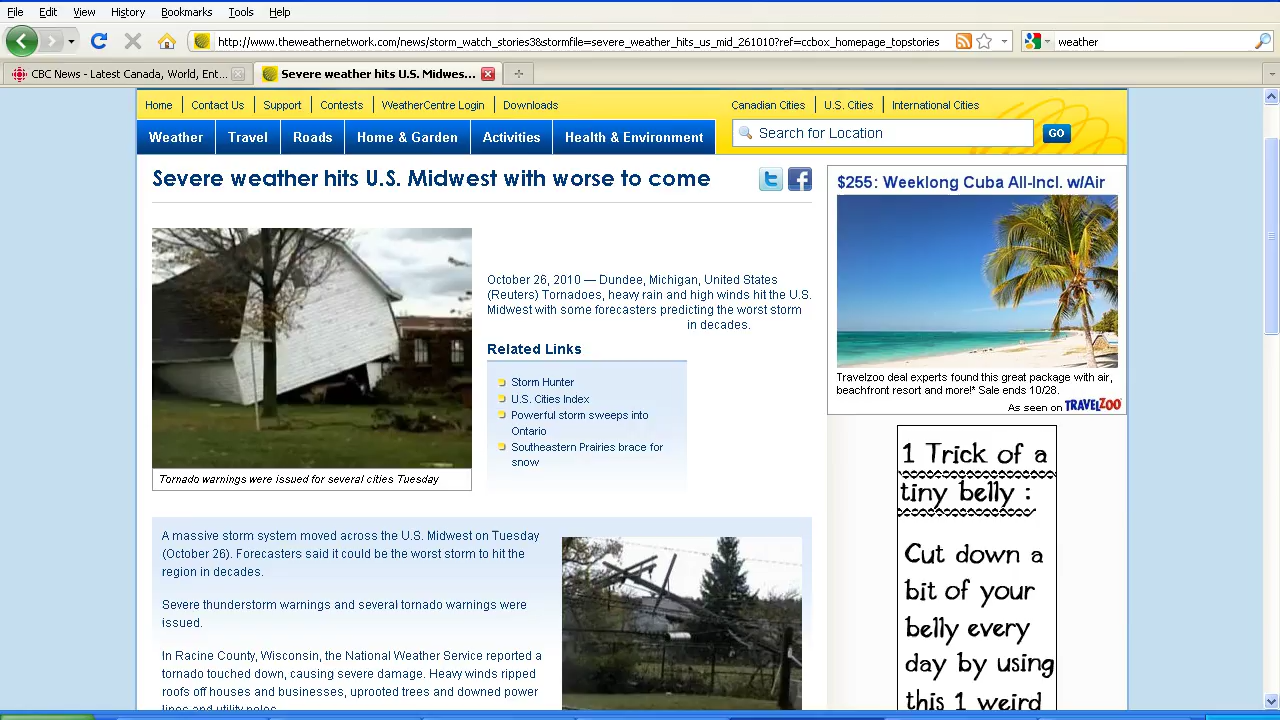 File Edit View History Bookmarks Tools Help
http://www.theweathernetwork.com/news/storm_watch_stories3&stormfile=severe_weather_hits_us_mid_261010?ref=ccbox_homepage_topstories
weather
CBC News - Latest Canada, World, Ent...
Severe weather hits U.S. Midwes...
Home Contact Us Support Contests WeatherCentre Login Downloads
Canadian Cities U.S. Cities International Cities
Weather Travel Roads Home & Garden Activities Health & Environment
Search for Location GO
Severe weather hits U.S. Midwest with worse to come
October 26, 2010 — Dundee, Michigan, United States
(Reuters) Tornadoes, heavy rain and high winds hit the U.S.
Midwest with some forecasters predicting the worst storm
in decades.
Related Links
Storm Hunter
U.S. Cities Index
Powerful storm sweeps into
Ontario
Southeastern Prairies brace for
snow
Tornado warnings were issued for several cities Tuesday
A massive storm system moved across the U.S. Midwest on Tuesday
(October 26). Forecasters said it could be the worst storm to hit the
region in decades.
Severe thunderstorm warnings and several tornado warnings were
issued.
In Racine County, Wisconsin, the National Weather Service reported a
tornado touched down, causing severe damage. Heavy winds ripped
roofs off houses and businesses, uprooted trees and downed power
lines and utility poles.
$255: Weeklong Cuba All-Incl. w/Air
Travelzoo deal experts found this great package with air,
beachfront resort and more!* Sale ends 10/28.
As seen on TRAVELZOO
1 Trick of a
tiny belly :
Cut down a
bit of your
belly every
day by using
this 1 weird